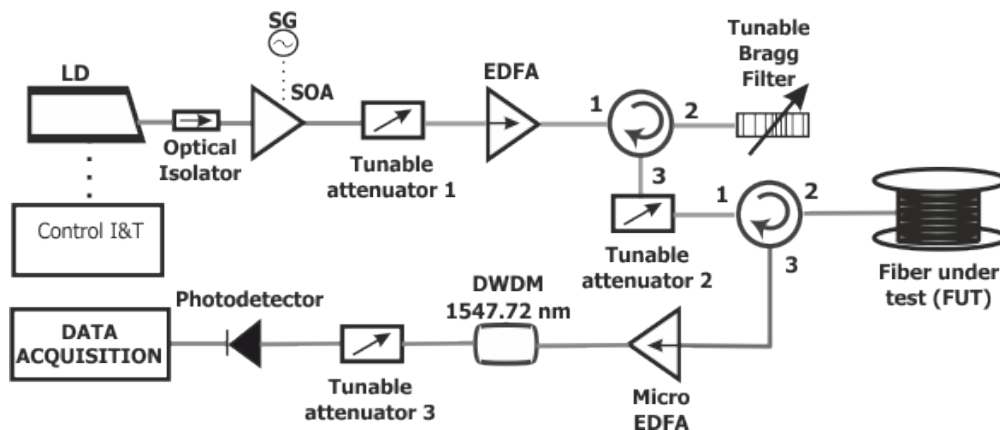 SG
LD
SOA
EDFA
Tunable
Bragg
Filter
1
2
3
Optical
Isolator
Tunable
attenuator 1
1
2
3
Control I&T
Tunable
attenuator 2
Fiber under
test (FUT)
DWDM
1547.72 nm
Photodetector
DATA
ACQUISITION
Tunable
attenuator 3
Micro
EDFA